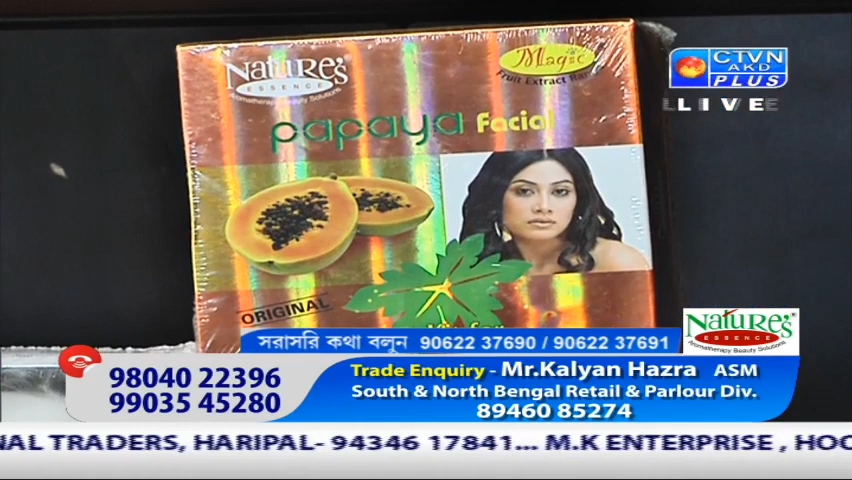 NATURE'S
ESSENCE
Aromatherapy Beauty Solutions
Magic
Fruit Extract Range
papaya Facial
ORIGINAL
CTVN
AKD
PLUS
LIVE
সরাসরি কথা বলুন 90622 37690 / 90622 37691
NATURE'S
ESSENCE
Aromatherapy Beauty Solutions
98040 22396
99035 45280
Trade Enquiry - Mr.Kalyan Hazra ASM
South & North Bengal Retail & Parlour Div.
89460 85274
NAL TRADERS, HARIPAL- 94346 17841... M.K ENTERPRISE , HOO